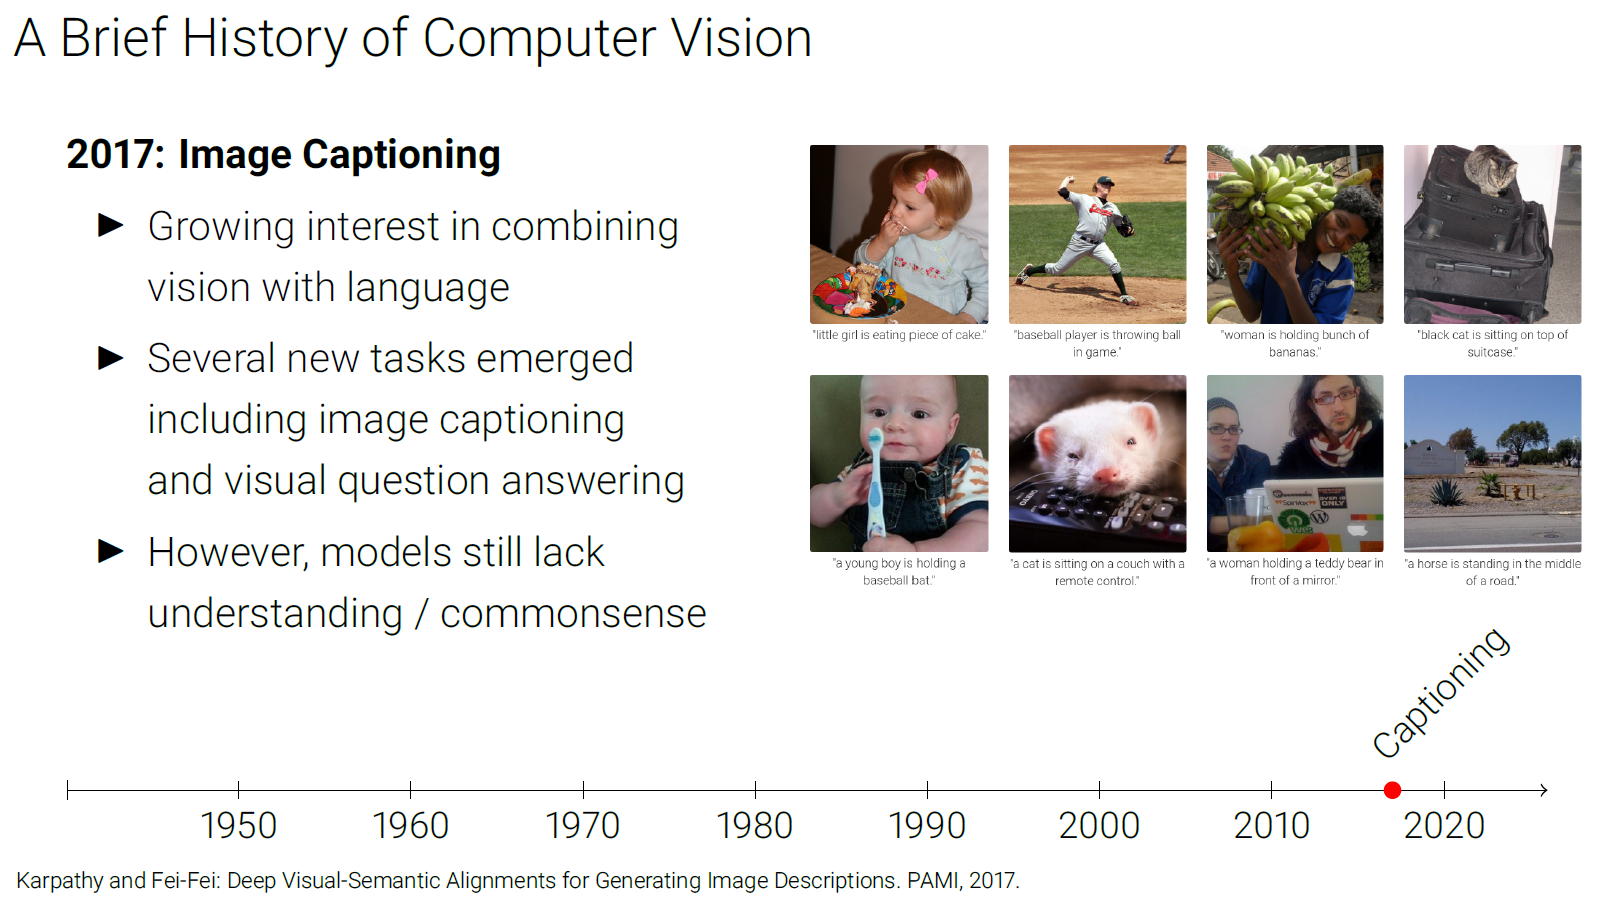 A Brief History of Computer Vision
2017: Image Captioning
► Growing interest in combining
vision with language
► Several new tasks emerged
including image captioning
and visual question answering
► However, models still lack
understanding / commonsense
"little girl is eating piece of cake."
"baseball player is throwing ball
in game."
"woman is holding bunch of
bananas."
"black cat is sitting on top of
suitcase."
"a young boy is holding a
baseball bat."
"a cat is sitting on a couch with a
remote control."
"a woman holding a teddy bear in
front of a mirror."
"a horse is standing in the middle
of a road."
Captioning
1950 1960 1970 1980 1990 2000 2010 2020
Karpathy and Fei-Fei: Deep Visual-Semantic Alignments for Generating Image Descriptions. PAMI, 2017.